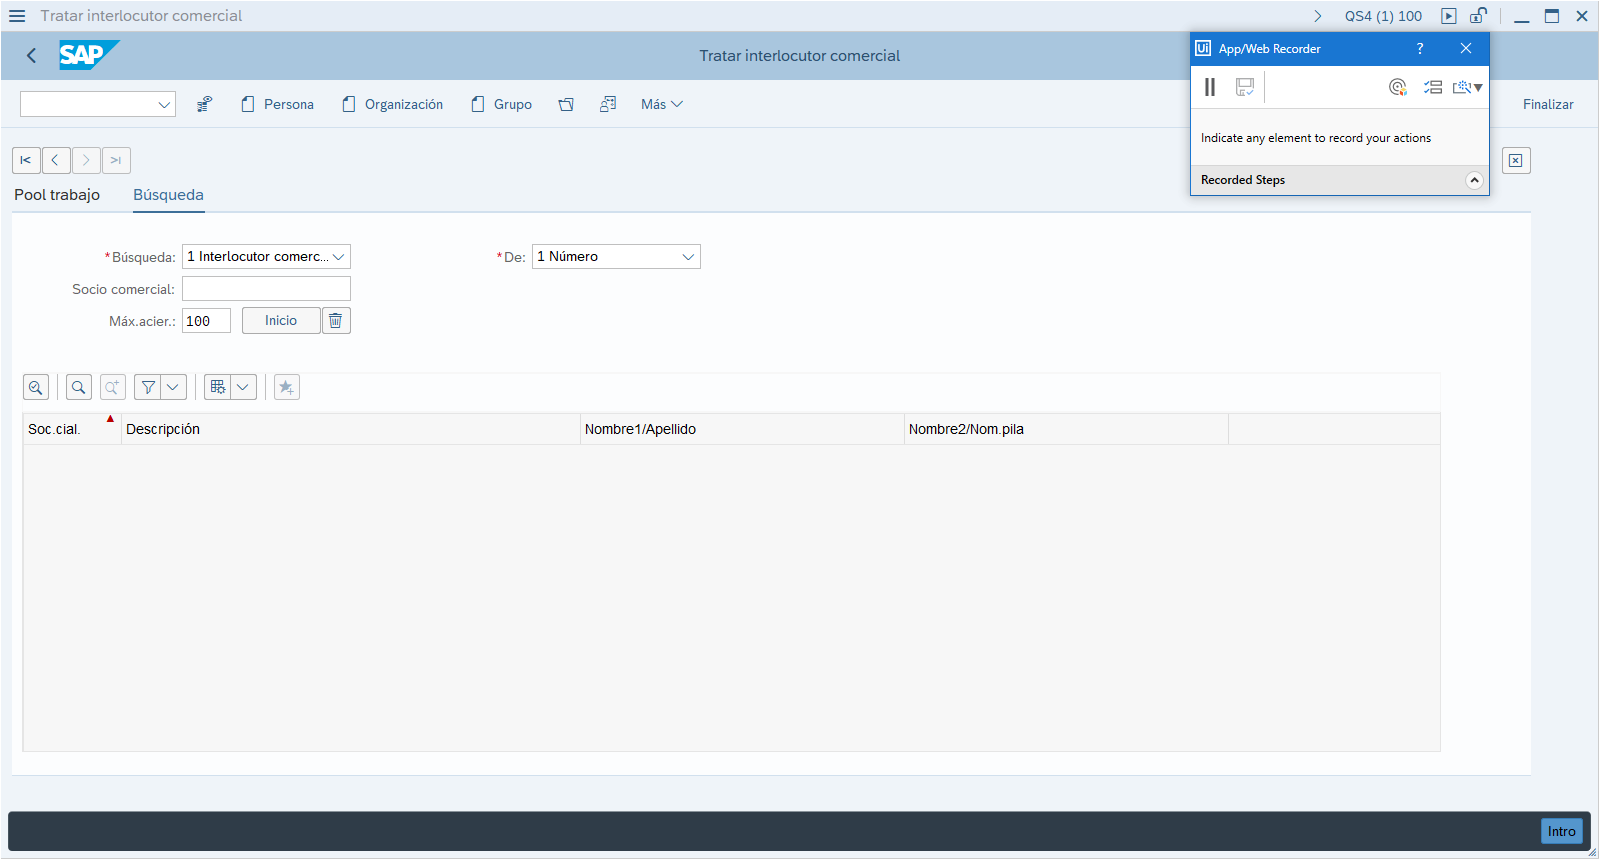 Tratar interlocutor comercial
QS4 (1) 100
SAP
Tratar interlocutor comercial
Ui App/Web Recorder ?
Persona
Organización
Grupo
Más
Finalizar
Indicate any element to record your actions
Recorded Steps
Pool trabajo
Búsqueda
*Búsqueda: 1 Interlocutor comerc...
*De: 1 Número
Socio comercial:
Máx.acier.: 100
Inicio
Soc.cial.
Descripción
Nombre1/Apellido
Nombre2/Nom.pila
Intro